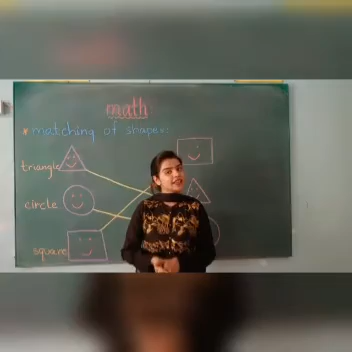 math:
* matching of shapes:
triangle
circle
square